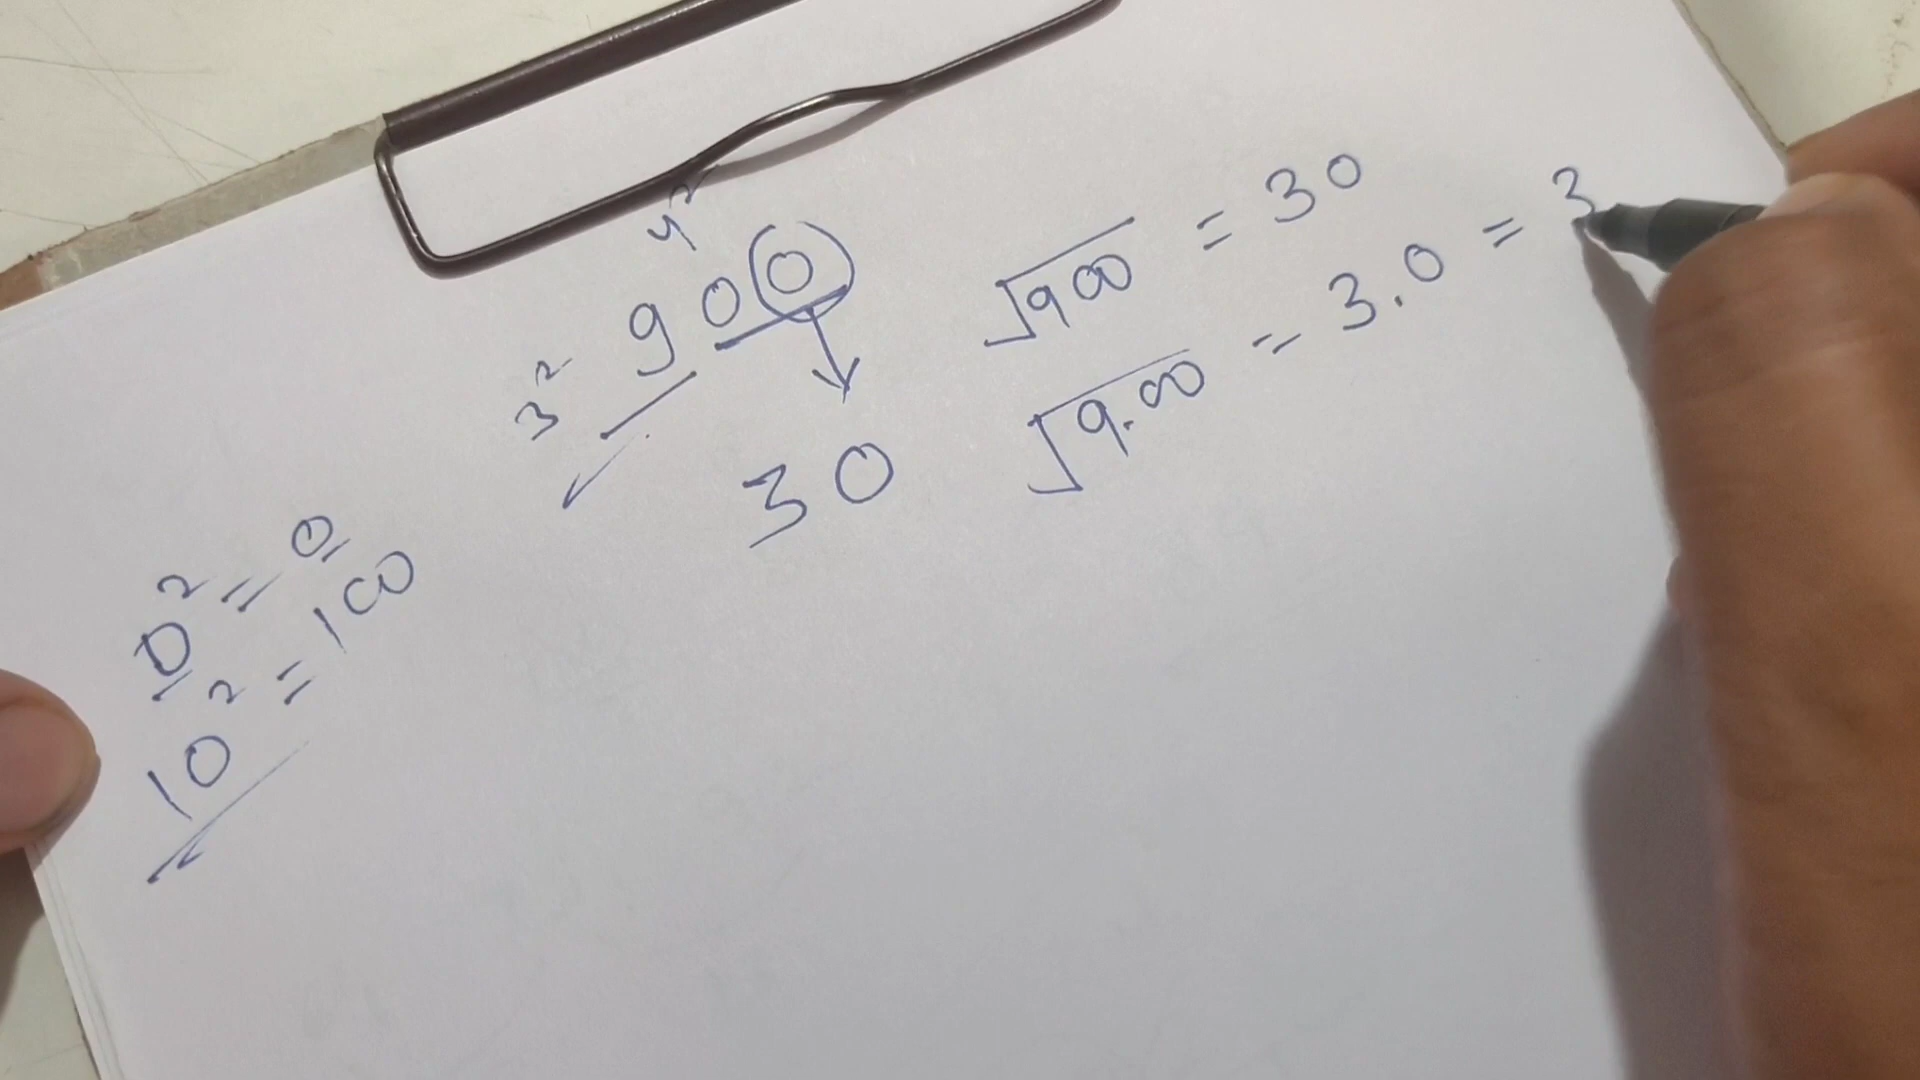 4²
900
3²
30
√900 = 30
√9.00 = 3.0 = 3
0² = 0
10² = 100